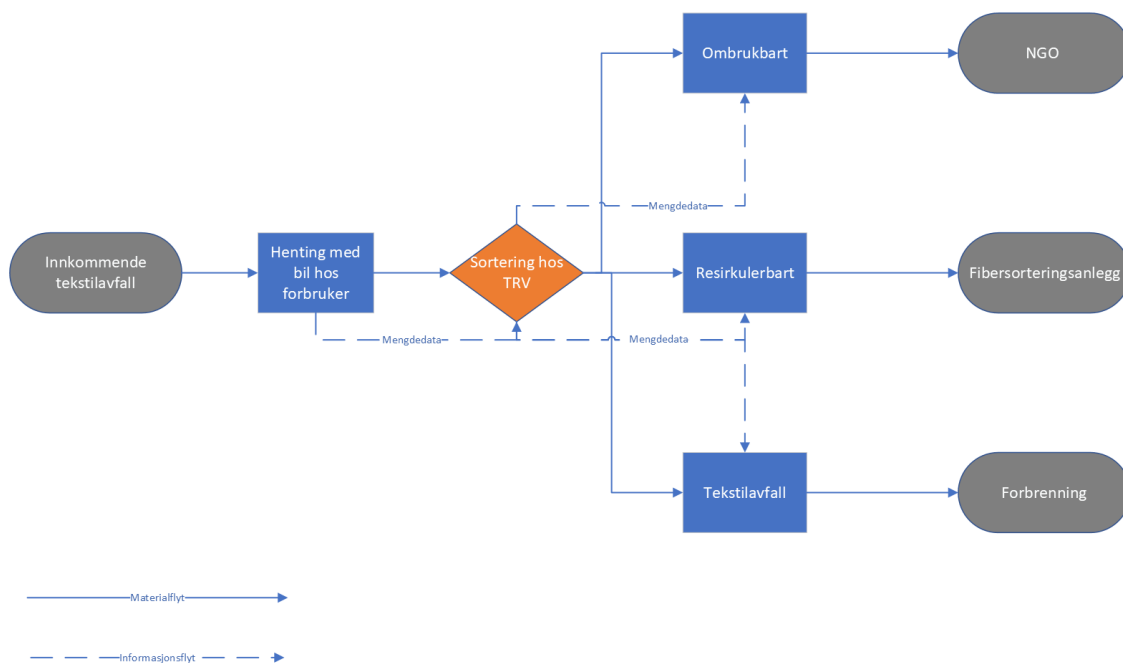 Ombrukbart
NGO
Mengdedata
Innkommende
tekstilavfall
Henting med
bil hos
forbruker
Sortering hos
TRV
Resirkulerbart
Fibersorteringsanlegg
Mengdedata
Mengdedata
Tekstilavfall
Forbrenning
Materialflyt
Informasjonsflyt